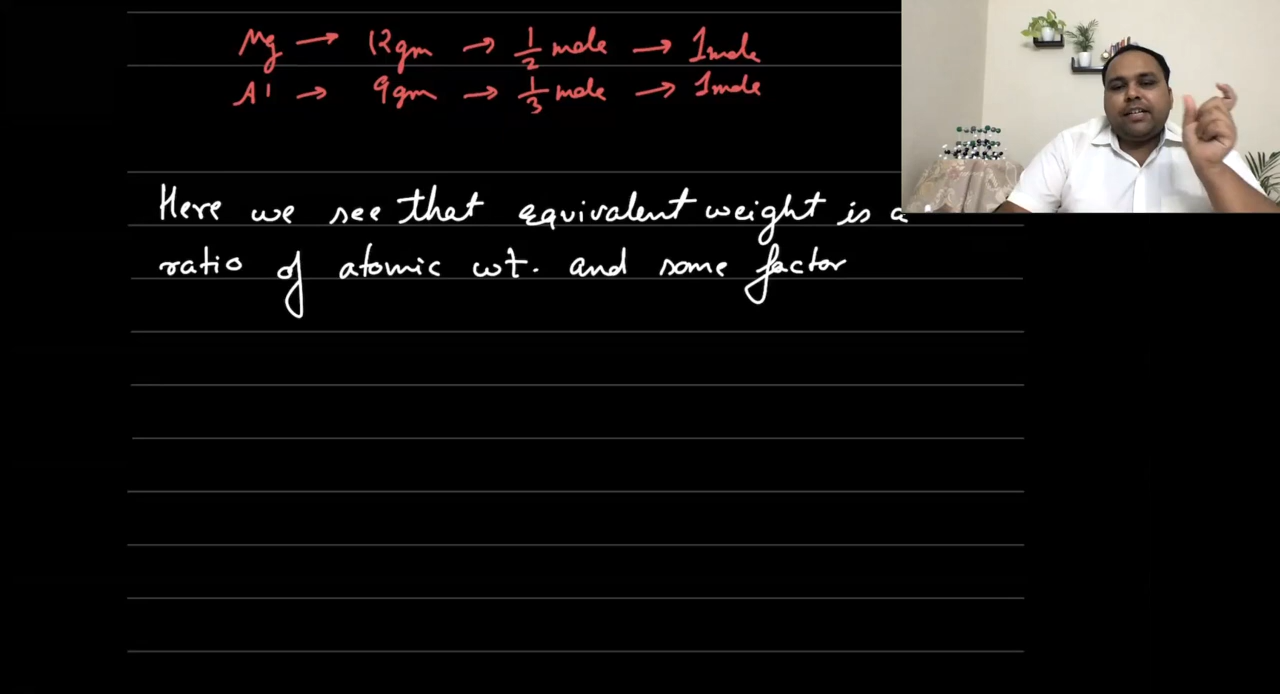 Mg → 12gm → 1/2 mole → 1mole
Al → 9gm → 1/3 mole → 1mole
Here we see that equivalent weight is a
ratio of atomic wt. and some factor